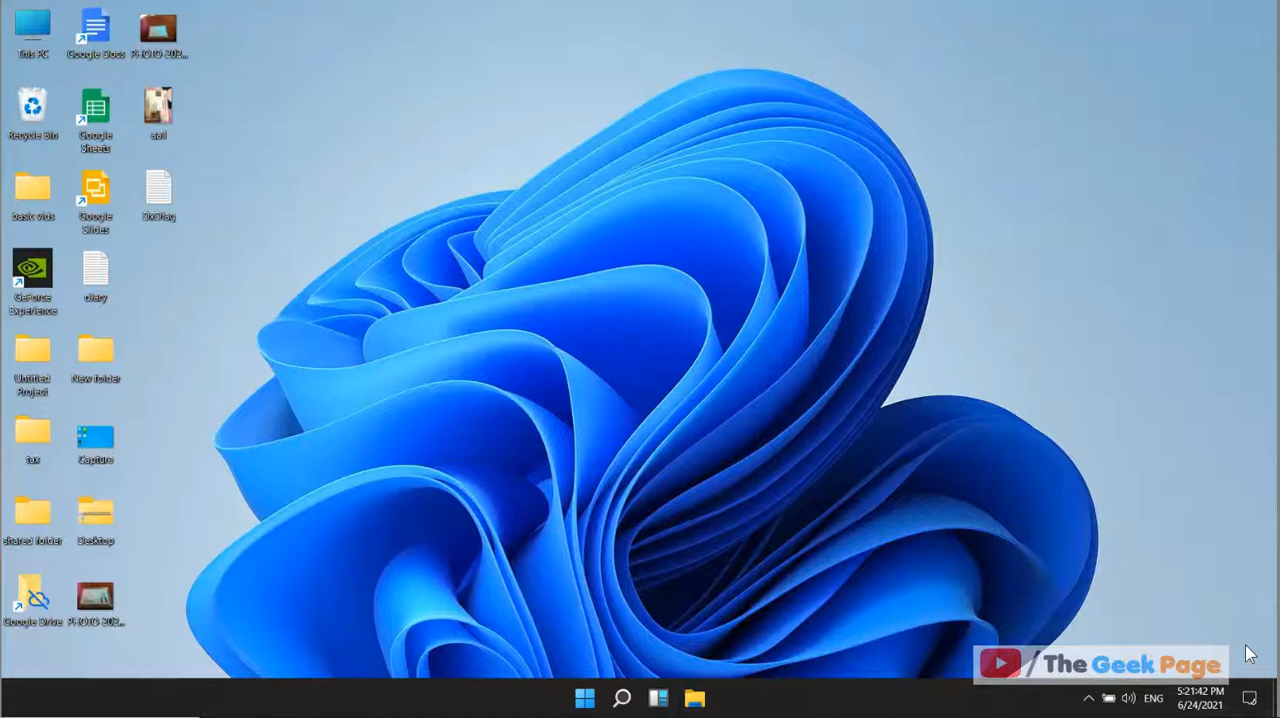 This PC
Google Docs
PHOTO-202...
Recycle Bin
Google
Sheets
aa1
basic vids
Google
Slides
DxDiag
GeForce
Experience
diary
Untitled
Project
New folder
tax
Capture
shared folder
Desktop
Google Drive
PHOTO-202...
/ The Geek Page
ENG
5:21:42 PM
6/24/2021